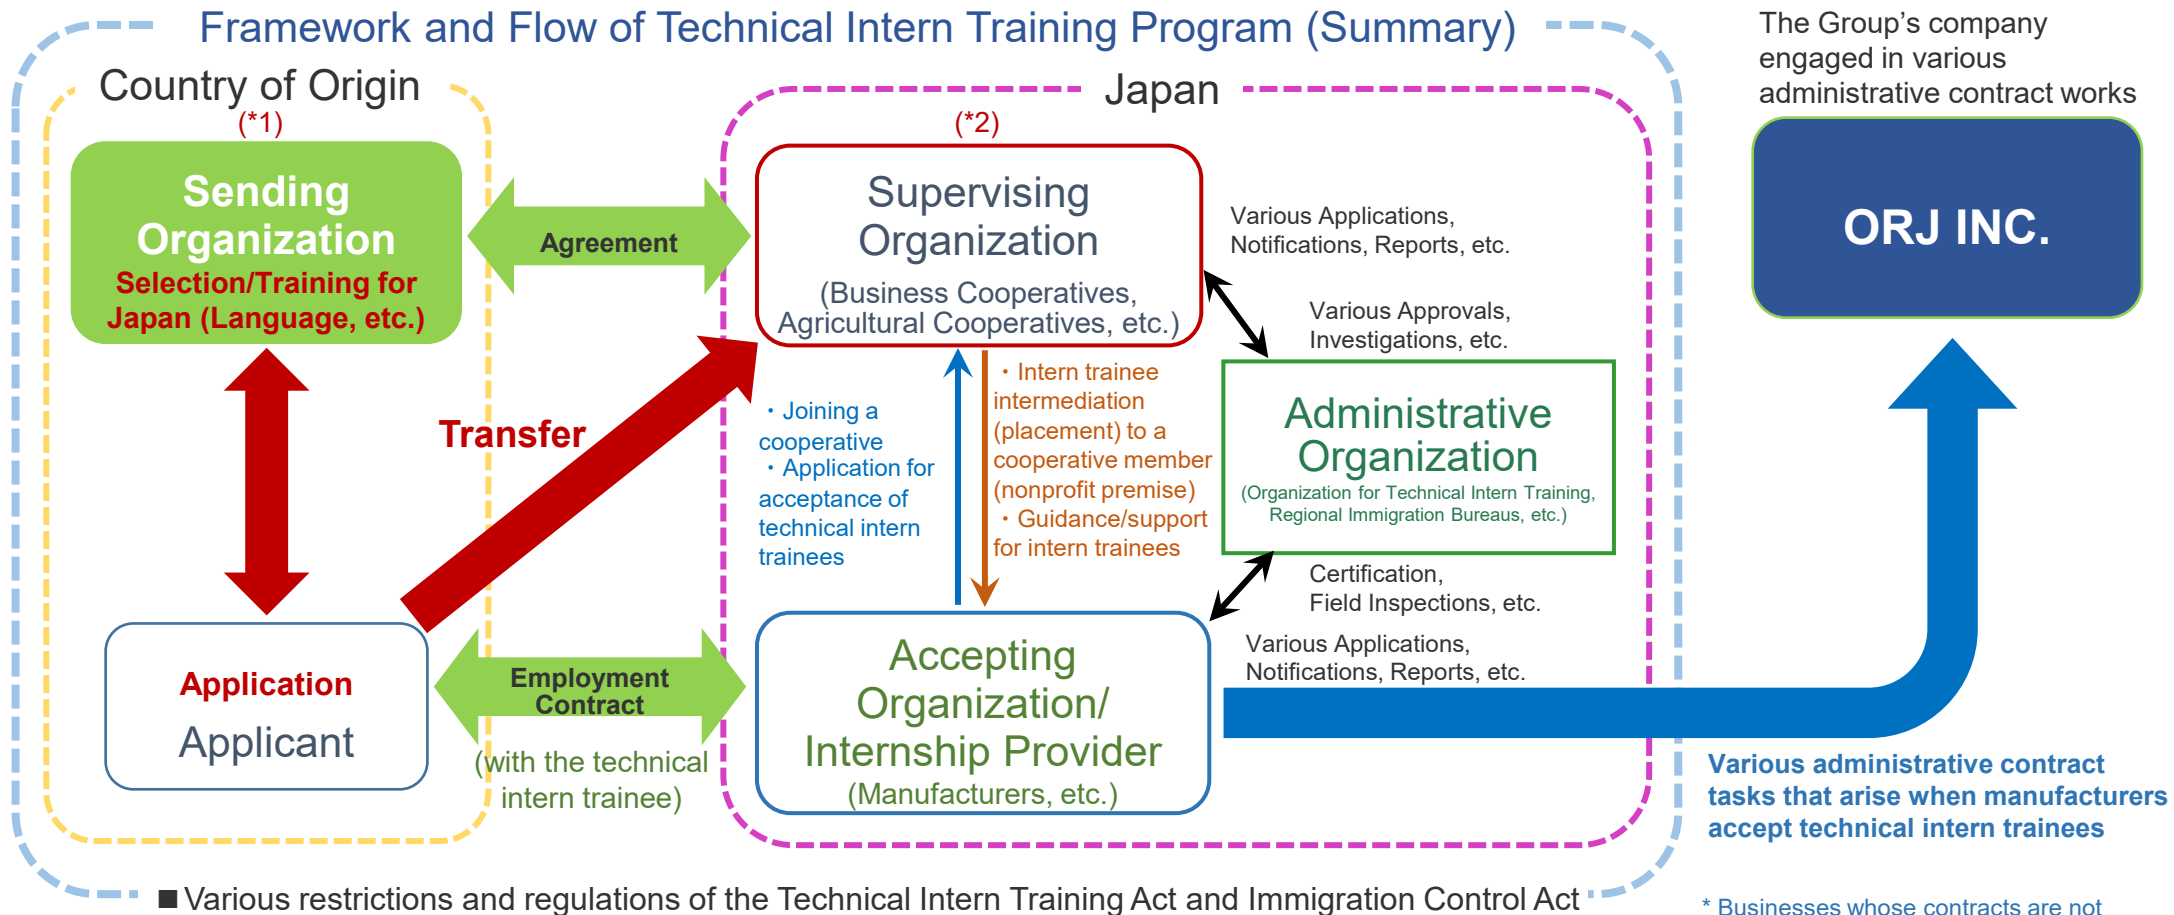 Framework and Flow of Technical Intern Training Program (Summary)
Country of Origin
(*1)
Sending
Organization
Selection/Training for
Japan (Language, etc.)
Agreement
Transfer
Application
Applicant
Employment
Contract
(with the technical
intern trainee)
Japan
(*2)
Supervising
Organization
(Business Cooperatives,
Agricultural Cooperatives, etc.)
・Joining a
cooperative
・Application for
acceptance of
technical intern
trainees
・Intern trainee
intermediation
(placement) to a
cooperative member
(nonprofit premise)
・Guidance/support
for intern trainees
Various Applications,
Notifications, Reports, etc.
Various Approvals,
Investigations, etc.
Administrative
Organization
(Organization for Technical Intern Training,
Regional Immigration Bureaus, etc.)
Certification,
Field Inspections, etc.
Various Applications,
Notifications, Reports, etc.
Accepting
Organization/
Internship Provider
(Manufacturers, etc.)
■ Various restrictions and regulations of the Technical Intern Training Act and Immigration Control Act
The Group's company
engaged in various
administrative contract works
ORJ INC.
Various administrative contract
tasks that arise when manufacturers
accept technical intern trainees
* Businesses whose contracts are not